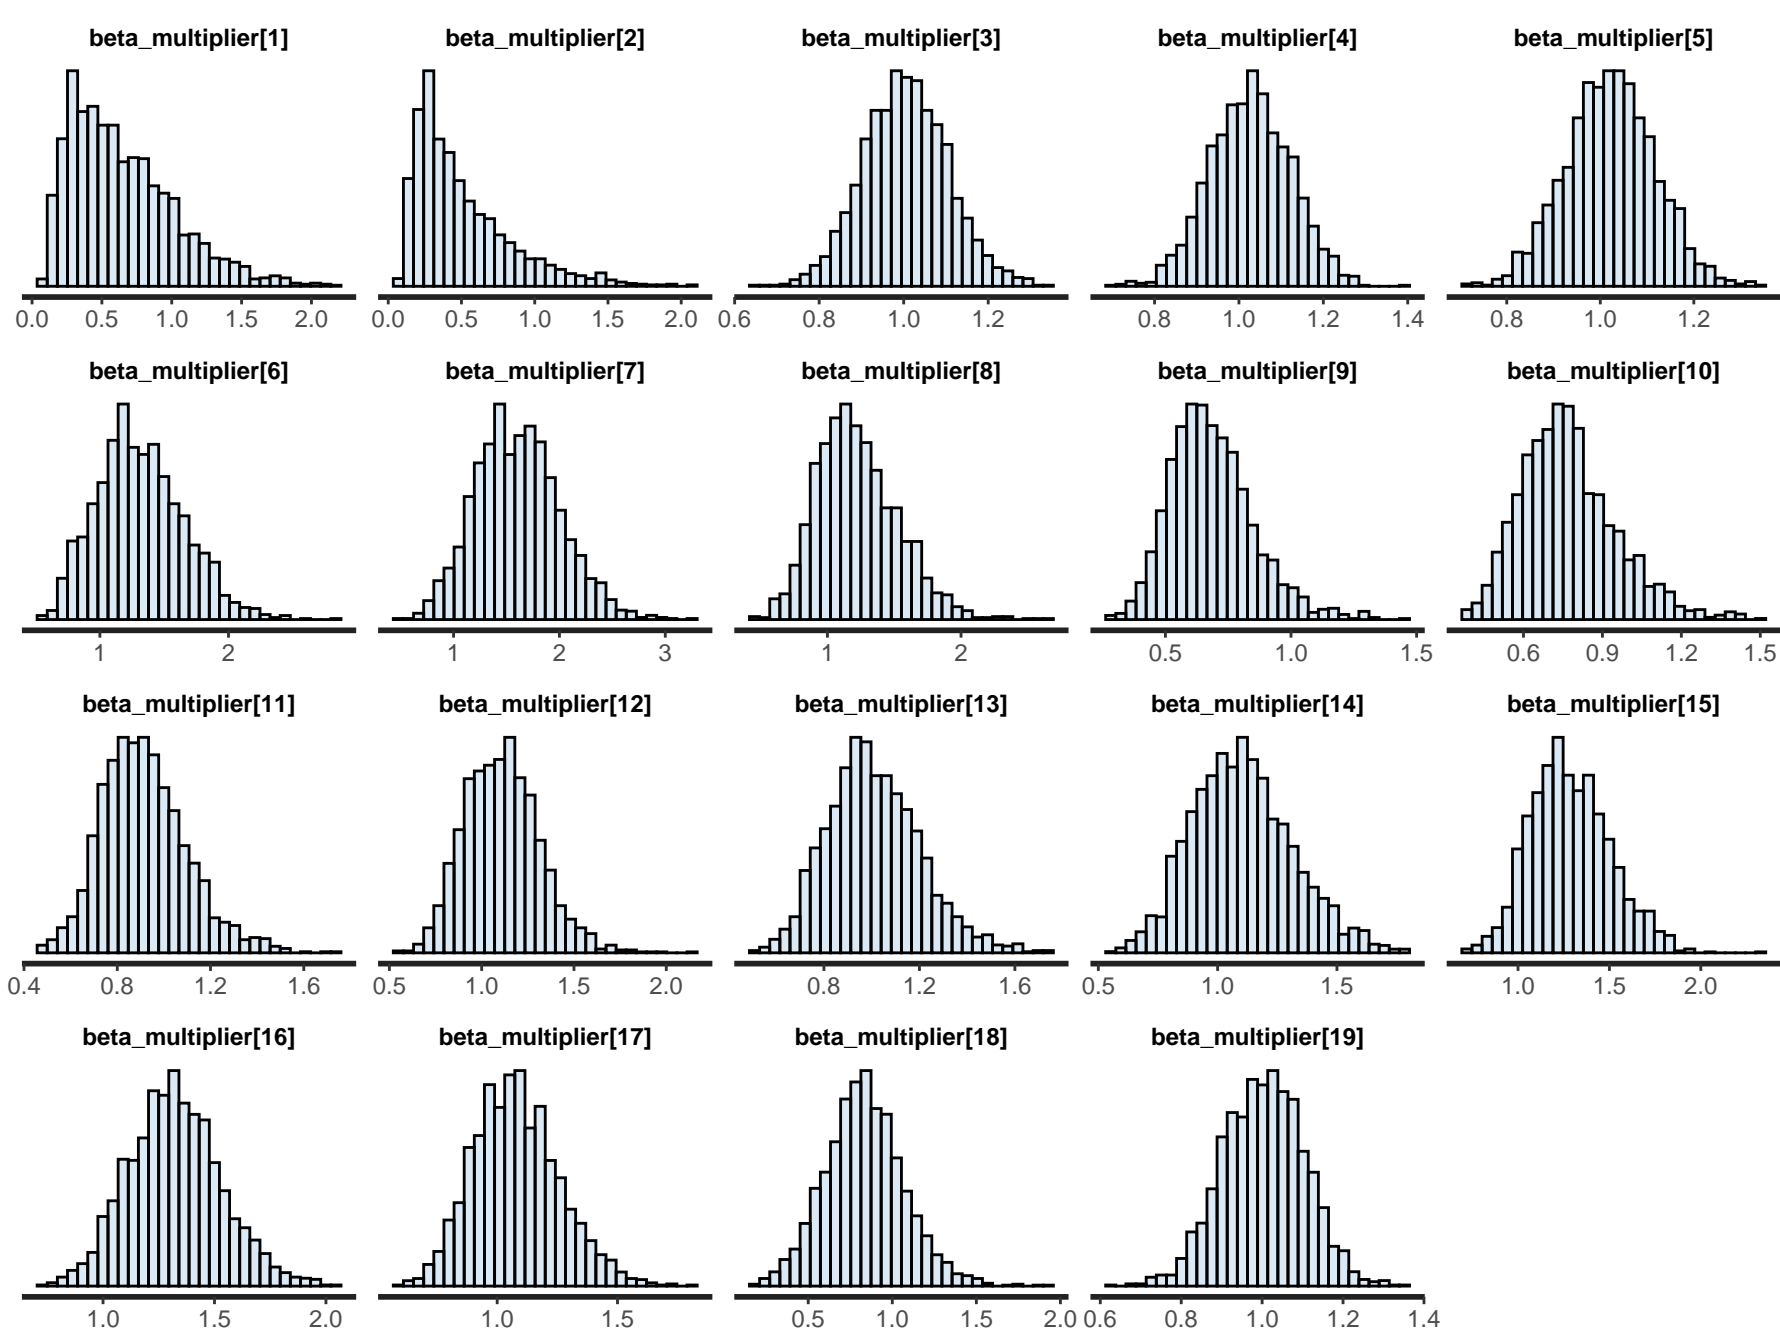 beta_multiplier[1] beta_multiplier[2] beta_multiplier[3] beta_multiplier[4] beta_multiplier[5]
0.0 0.5 1.0 1.5 2.0 0.0 0.5 1.0 1.5 2.0 0.6 0.8 1.0 1.2 0.8 1.0 1.2 1.4 0.8 1.0 1.2
beta_multiplier[6] beta_multiplier[7] beta_multiplier[8] beta_multiplier[9] beta_multiplier[10]
1 2 1 2 3 1 2 0.5 1.0 1.5 0.6 0.9 1.2 1.5
beta_multiplier[11] beta_multiplier[12] beta_multiplier[13] beta_multiplier[14] beta_multiplier[15]
0.4 0.8 1.2 1.6 0.5 1.0 1.5 2.0 0.8 1.2 1.6 0.5 1.0 1.5 1.0 1.5 2.0
beta_multiplier[16] beta_multiplier[17] beta_multiplier[18] beta_multiplier[19]
1.0 1.5 2.0 1.0 1.5 0.5 1.0 1.5 2.0 0.6 0.8 1.0 1.2 1.4